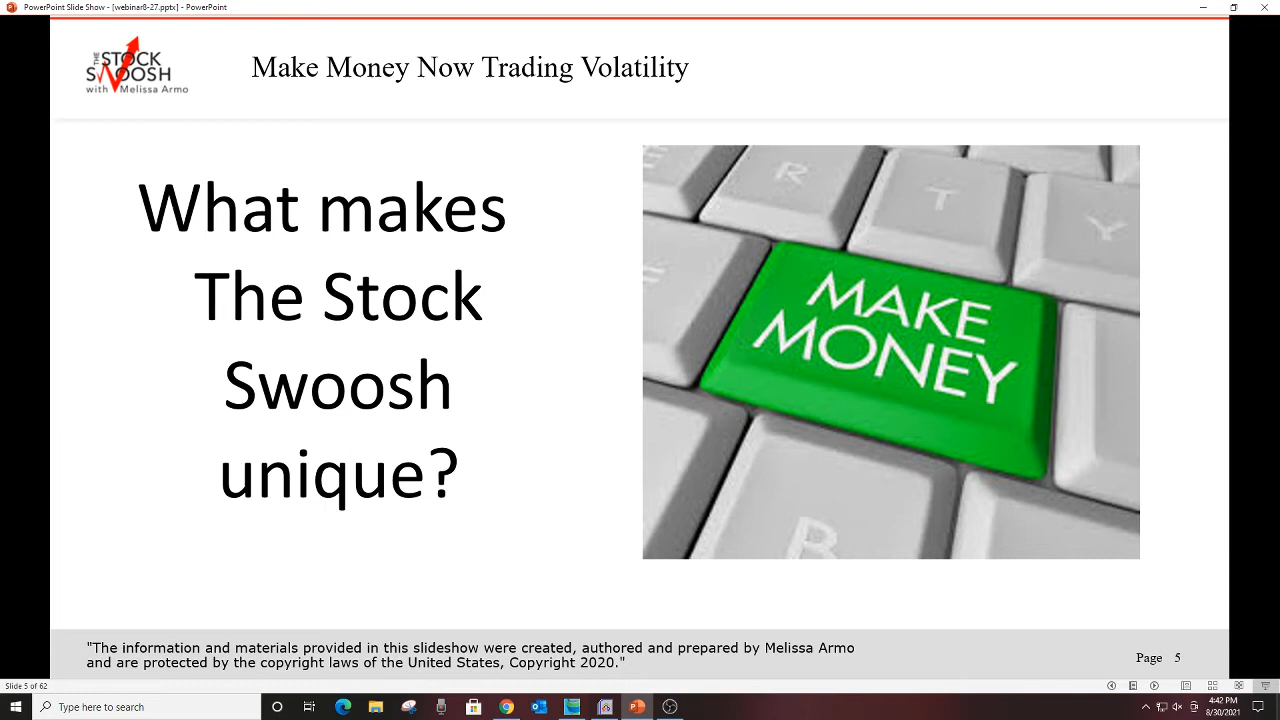 PowerPoint Slide Show - [webinar8-27.pptx] - PowerPoint
THE
STOCK
SWOOSH
with Melissa Armo
Make Money Now Trading Volatility
What makes
The Stock
Swoosh
unique?
E
R
T
Y
MAKE
MONEY
B
"The information and materials provided in this slideshow were created, authored and prepared by Melissa Armo
and are protected by the copyright laws of the United States, Copyright 2020."
Page 5
Slide 5 of 62
Type here to search
4:42 PM
8/30/2021